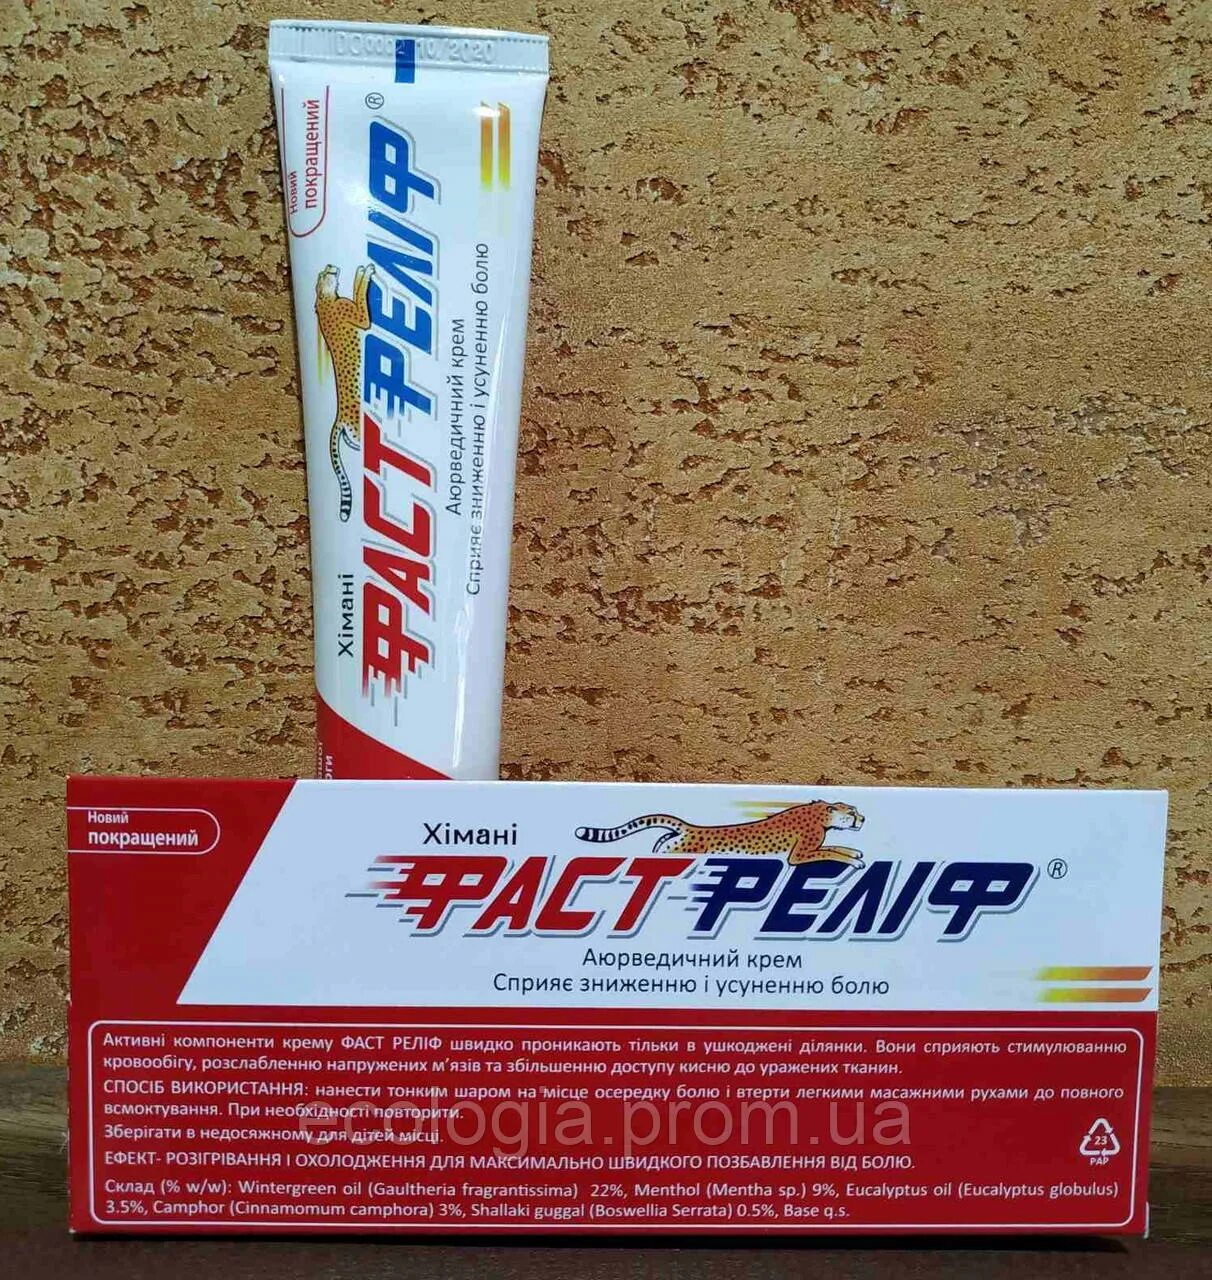 10/2020
Новий
покращений
Хімані
ФАСТ РЕЛІФ®
Аюрведичний крем
Сприяє зниженню і усуненню болю
Новий
покращений
Хімані
ФАСТ РЕЛІФ®
Аюрведичний крем
Сприяє зниженню і усуненню болю
Активні компоненти крему ФАСТ РЕЛІФ швидко проникають тільки в ушкоджені ділянки. Вони сприяють стимулюванню
кровообігу, розслабленню напружених м'язів та збільшенню доступу кисню до уражених тканин.
СПОСІБ ВИКОРИСТАННЯ: нанести тонким шаром на місце осередку болю і втерти легкими масажними рухами до повного
всмоктування. При необхідності повторити.
Зберігати в недосяжному для дітей місці.
ЕФЕКТ- РОЗІГРІВАННЯ І ОХОЛОДЖЕННЯ ДЛЯ МАКСИМАЛЬНО ШВИДКОГО ПОЗБАВЛЕННЯ ВІД БОЛЮ.
Склад (% w/w): Wintergreen oil (Gaultheria fragrantissima) 22%, Menthol (Mentha sp.) 9%, Eucalyptus oil (Eucalyptus globulus)
3.5%, Camphor (Cinnamomum camphora) 3%, Shallaki guggal (Boswellia Serrata) 0.5%, Base q.s.
23
PAP
ecologia.prom.ua